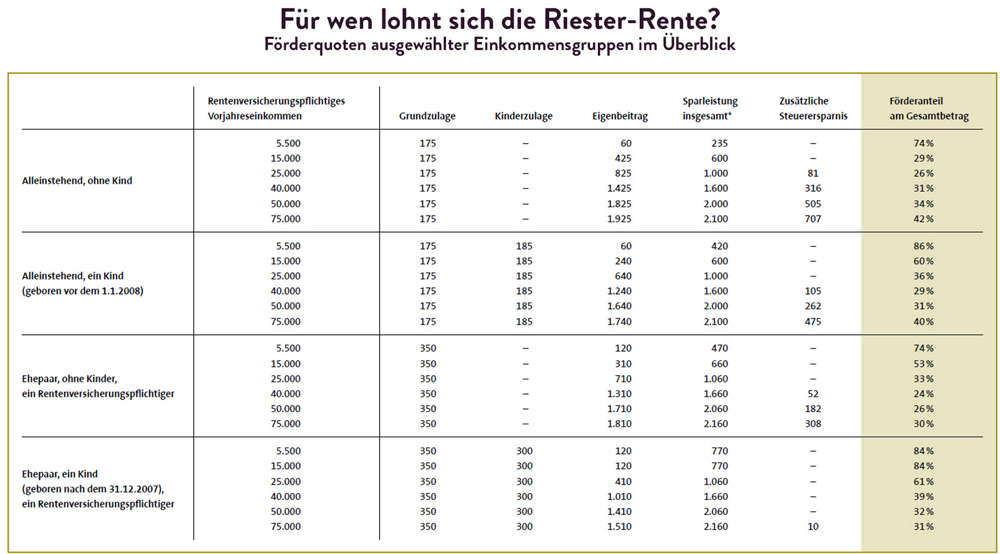 Für wen lohnt sich die Riester-Rente?
Förderquoten ausgewählter Einkommensgruppen im Überblick
Rentenversicherungspflichtiges Vorjahreseinkommen Grundzulage Kinderzulage Eigenbeitrag Sparleistung insgesamt* Zusätzliche Steuerersparnis Förderanteil am Gesamtbetrag
Alleinstehend, ohne Kind
5.500 175 – 60 235 – 74%
15.000 175 – 425 600 – 29%
25.000 175 – 825 1.000 81 26%
40.000 175 – 1.425 1.600 316 31%
50.000 175 – 1.825 2.000 505 34%
75.000 175 – 1.925 2.100 707 42%
Alleinstehend, ein Kind
(geboren vor dem 1.1.2008)
5.500 175 185 60 420 – 86%
15.000 175 185 240 600 – 60%
25.000 175 185 640 1.000 – 36%
40.000 175 185 1.240 1.600 105 29%
50.000 175 185 1.640 2.000 262 31%
75.000 175 185 1.740 2.100 475 40%
Ehepaar, ohne Kinder,
ein Rentenversicherungspflichtiger
5.500 350 – 120 470 – 74%
15.000 350 – 310 660 – 53%
25.000 350 – 710 1.060 – 33%
40.000 350 – 1.310 1.660 52 24%
50.000 350 – 1.710 2.060 182 26%
75.000 350 – 1.810 2.160 308 30%
Ehepaar, ein Kind
(geboren nach dem 31.12.2007),
ein Rentenversicherungspflichtiger
5.500 350 300 120 770 – 84%
15.000 350 300 120 770 – 84%
25.000 350 300 410 1.060 – 61%
40.000 350 300 1.010 1.660 – 39%
50.000 350 300 1.410 2.060 – 32%
75.000 350 300 1.510 2.160 10 31%